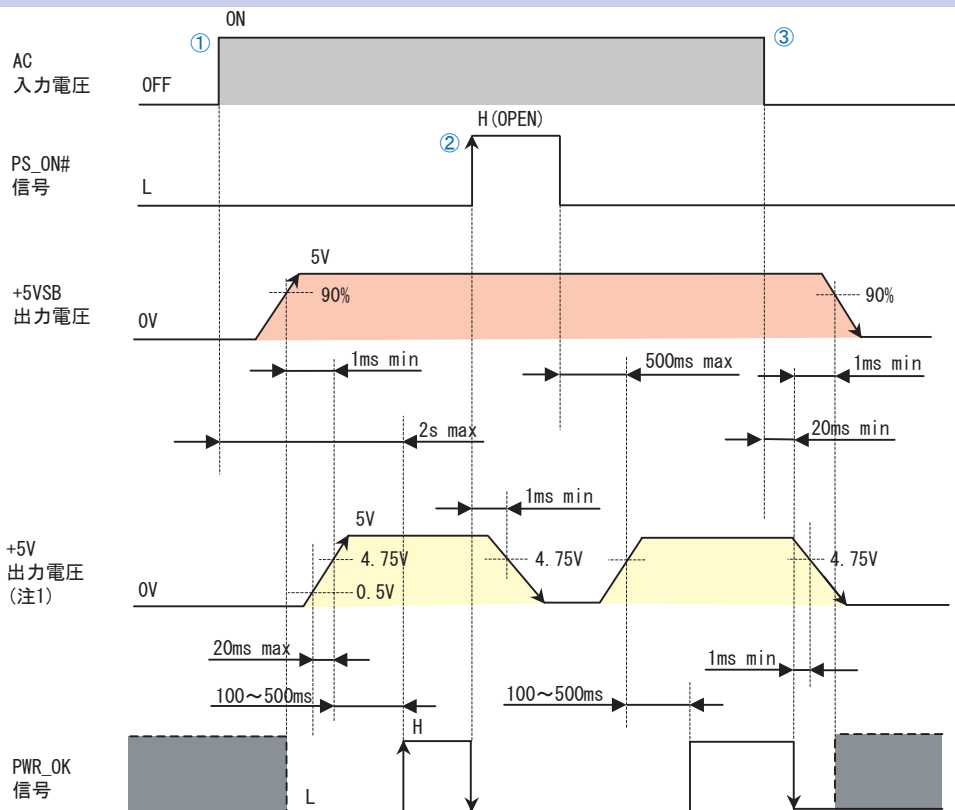 ON
①
③
AC
入力電圧
OFF
H(OPEN)
②
PS_ON#
信号
L
5V
+5VSB
出力電圧
90%
90%
0V
1ms min
500ms max
1ms min
2s max
20ms min
1ms min
5V
+5V
出力電圧
(注1)
4.75V
4.75V
4.75V
0V
0.5V
20ms max
1ms min
100～500ms
100～500ms
H
PWR_OK
信号
L